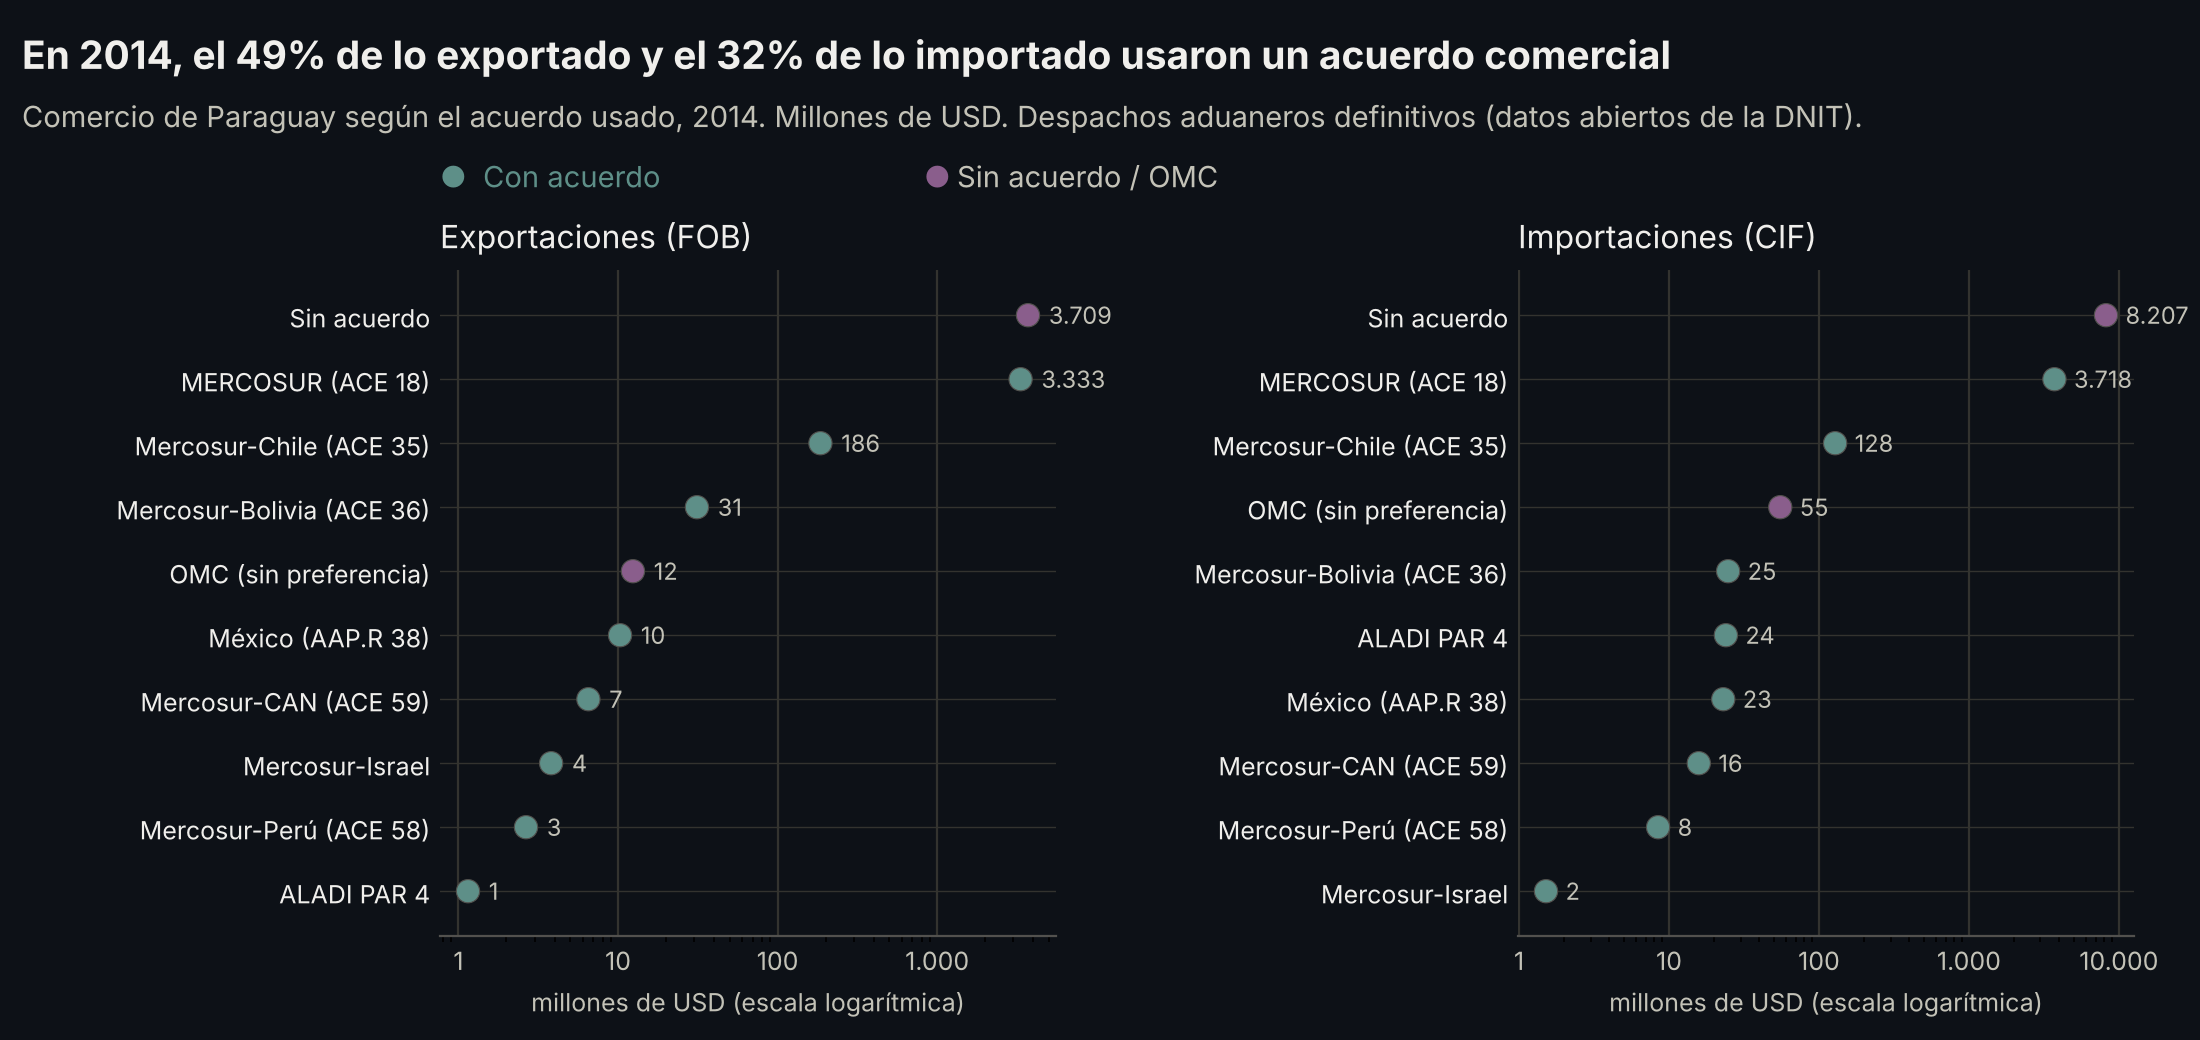 En 2014, el 49% de lo exportado y el 32% de lo importado usaron un acuerdo comercial
Comercio de Paraguay según el acuerdo usado, 2014. Millones de USD. Despachos aduaneros definitivos (datos abiertos de la DNIT).
Con acuerdo
Sin acuerdo / OMC
Exportaciones (FOB)
Sin acuerdo 3.709
MERCOSUR (ACE 18) 3.333
Mercosur-Chile (ACE 35) 186
Mercosur-Bolivia (ACE 36) 31
OMC (sin preferencia) 12
México (AAP.R 38) 10
Mercosur-CAN (ACE 59) 7
Mercosur-Israel 4
Mercosur-Perú (ACE 58) 3
ALADI PAR 4 1
1 10 100 1.000
millones de USD (escala logarítmica)
Importaciones (CIF)
Sin acuerdo 8.207
MERCOSUR (ACE 18) 3.718
Mercosur-Chile (ACE 35) 128
OMC (sin preferencia) 55
Mercosur-Bolivia (ACE 36) 25
ALADI PAR 4 24
México (AAP.R 38) 23
Mercosur-CAN (ACE 59) 16
Mercosur-Perú (ACE 58) 8
Mercosur-Israel 2
1 10 100 1.000 10.000
millones de USD (escala logarítmica)